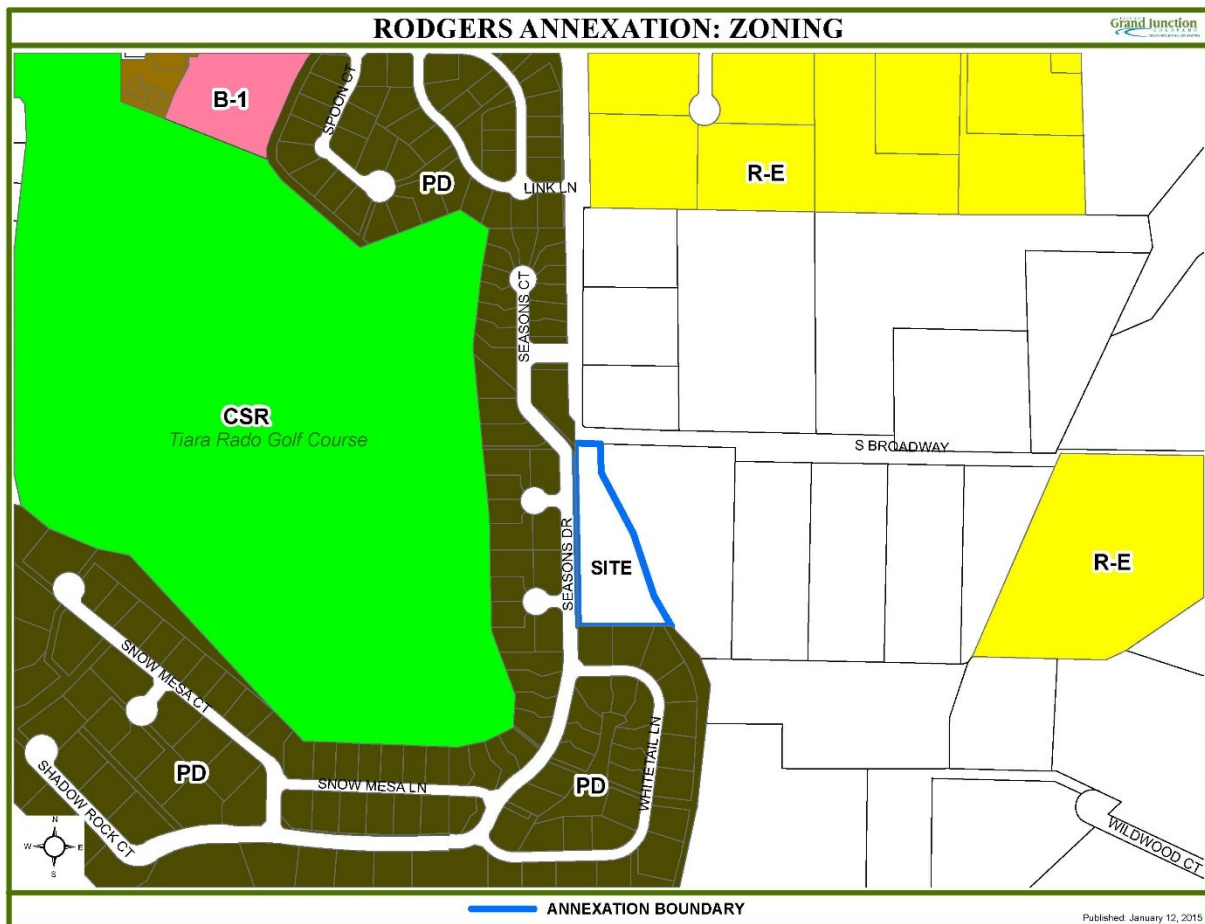 RODGERS ANNEXATION: ZONING
Grand Junction
COLORADO
B-1
SPOON CT
PD
LINK LN
R-E
SEASONS CT
CSR
Tiara Rado Golf Course
S BROADWAY
SEASONS DR
SITE
R-E
SNOW MESA CT
PD
SNOW MESA LN
PD
WHITETAIL LN
SHADOW ROCK CT
WILDWOOD CT
N
W
E
S
ANNEXATION BOUNDARY
Published: January 12, 2015